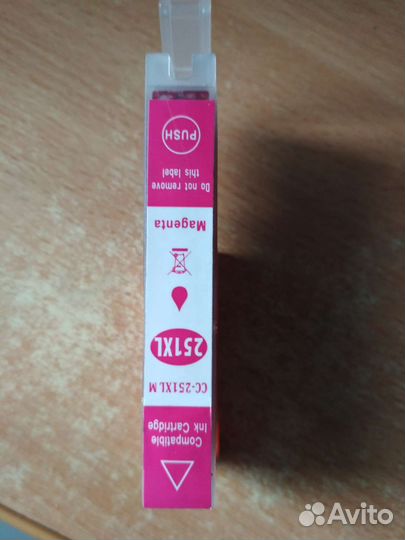 Compatible
Ink Cartridge
CC-251XL M
251XL
Magenta
Do not remove
this label
PUSH
Avito